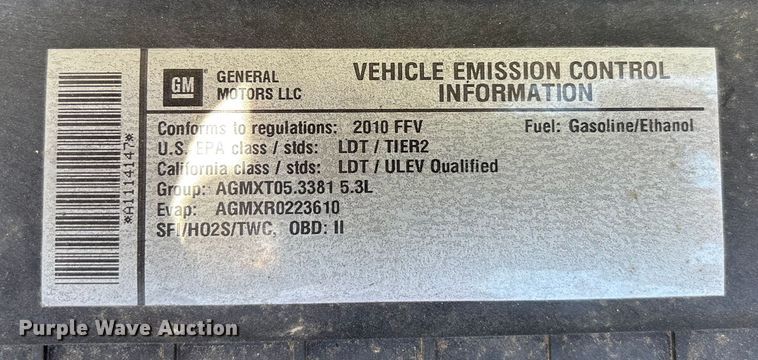 GM
GENERAL
MOTORS LLC
VEHICLE EMISSION CONTROL
INFORMATION
Conforms to regulations: 2010 FFV
Fuel: Gasoline/Ethanol
U.S. EPA class / stds: LDT / TIER2
California class / stds: LDT / ULEV Qualified
Group: AGMXT05.3381 5.3L
Evap: AGMXR0223610
SFI/HO2S/TWC, OBD: II
*A1114147*
Purple Wave Auction